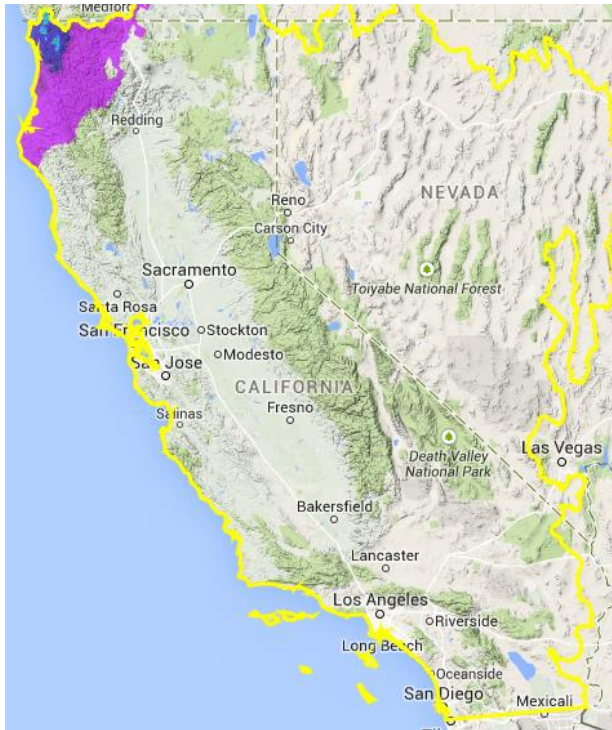 Medford
Redding
Reno
NEVADA
Carson City
Sacramento
Toiyabe National Forest
Santa Rosa
San Francisco
Stockton
Modesto
San Jose
CALIFORNIA
Fresno
Salinas
Las Vegas
Death Valley
National Park
Bakersfield
Lancaster
Los Angeles
Riverside
Long Beach
Oceanside
San Diego
Mexicali